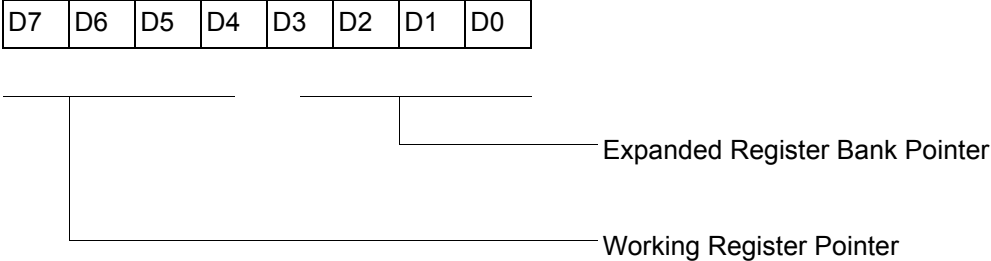 D7 D6 D5 D4 D3 D2 D1 D0
Expanded Register Bank Pointer
Working Register Pointer